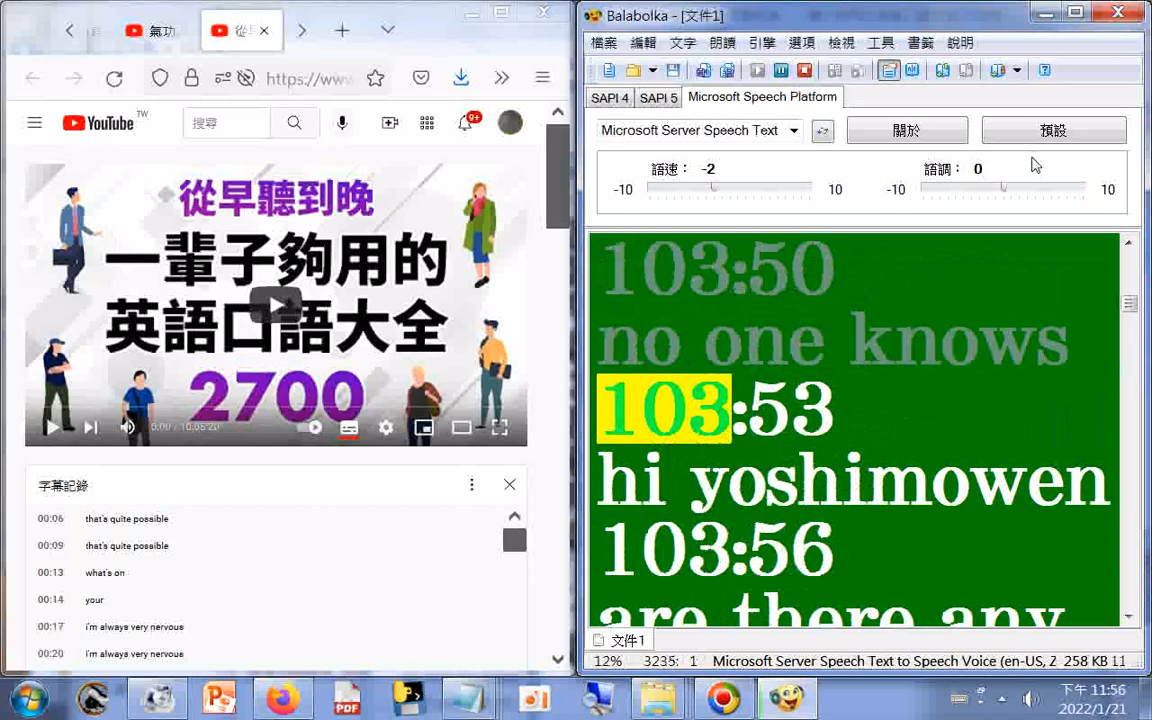 氣功
從
https://www
YouTube TW
搜尋
9+
從早聽到晚
一輩子夠用的
英語口語大全
2700
0:00 / 10:05:20
字幕記錄
00:06 that's quite possible
00:09 that's quite possible
00:13 what's on
00:14 your
00:17 i'm always very nervous
00:20 i'm always very nervous
Balabolka - [文件1]
檔案 編輯 文字 朗讀 引擎 選項 檢視 工具 書籤 說明
SAPI 4 SAPI 5 Microsoft Speech Platform
Microsoft Server Speech Text 關於 預設
語速： -2 語調： 0
-10 10 -10 10
103:50
no one knows
103:53
hi yoshimowen
103:56
are there any
文件1
12% 3235: 1 Microsoft Server Speech Text to Speech Voice (en-US, Z 258 KB 11
PDF
下午 11:56
2022/1/21